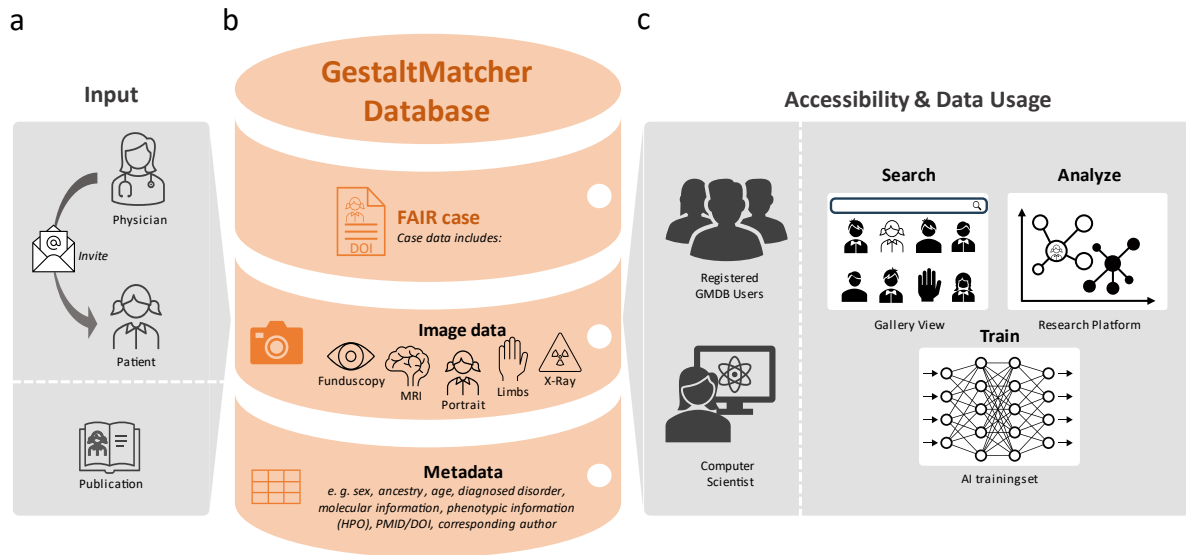 a
Input
Physician
@
Invite
Patient
Publication
b
GestaltMatcher
Database
DOI
FAIR case
Case data includes:
Image data
Funduscopy
MRI
Portrait
Limbs
X-Ray
Metadata
e. g. sex, ancestry, age, diagnosed disorder,
molecular information, phenotypic information
(HPO), PMID/DOI, corresponding author
c
Accessibility & Data Usage
Registered
GMDB Users
Computer
Scientist
Search
Gallery View
Analyze
Research Platform
Train
AI trainingset